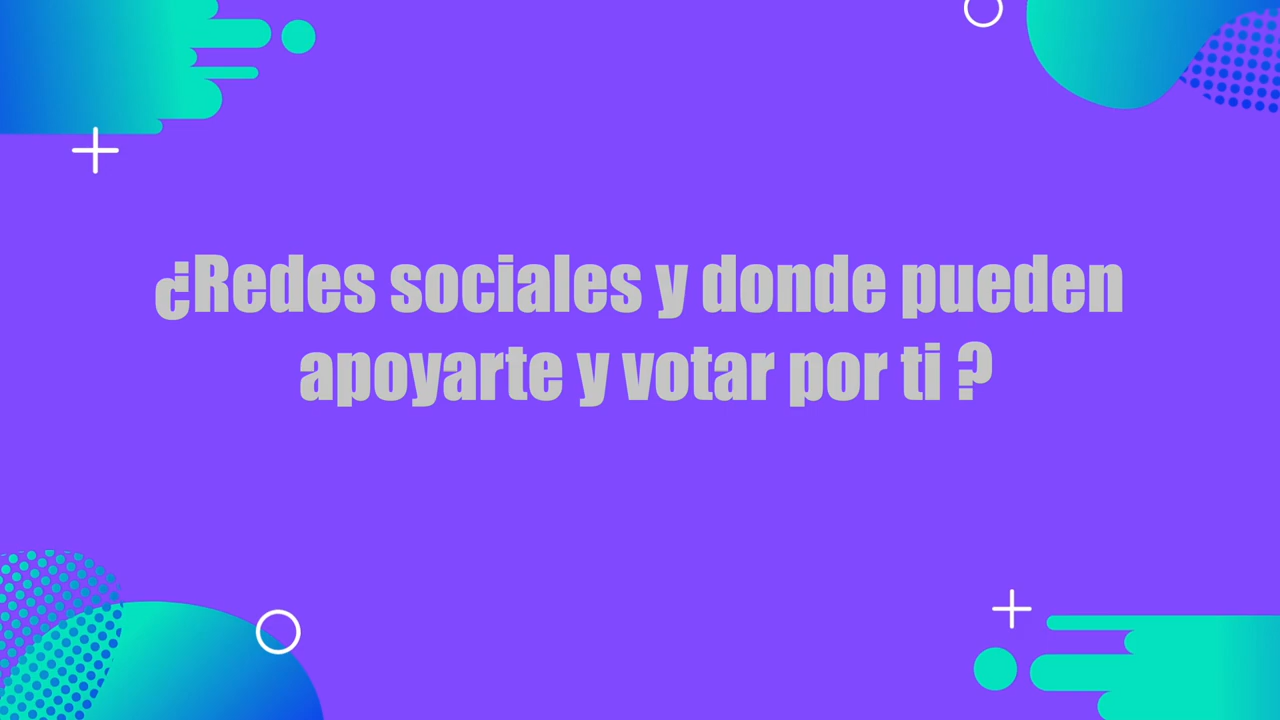 ¿Redes sociales y donde pueden
apoyarte y votar por ti ?